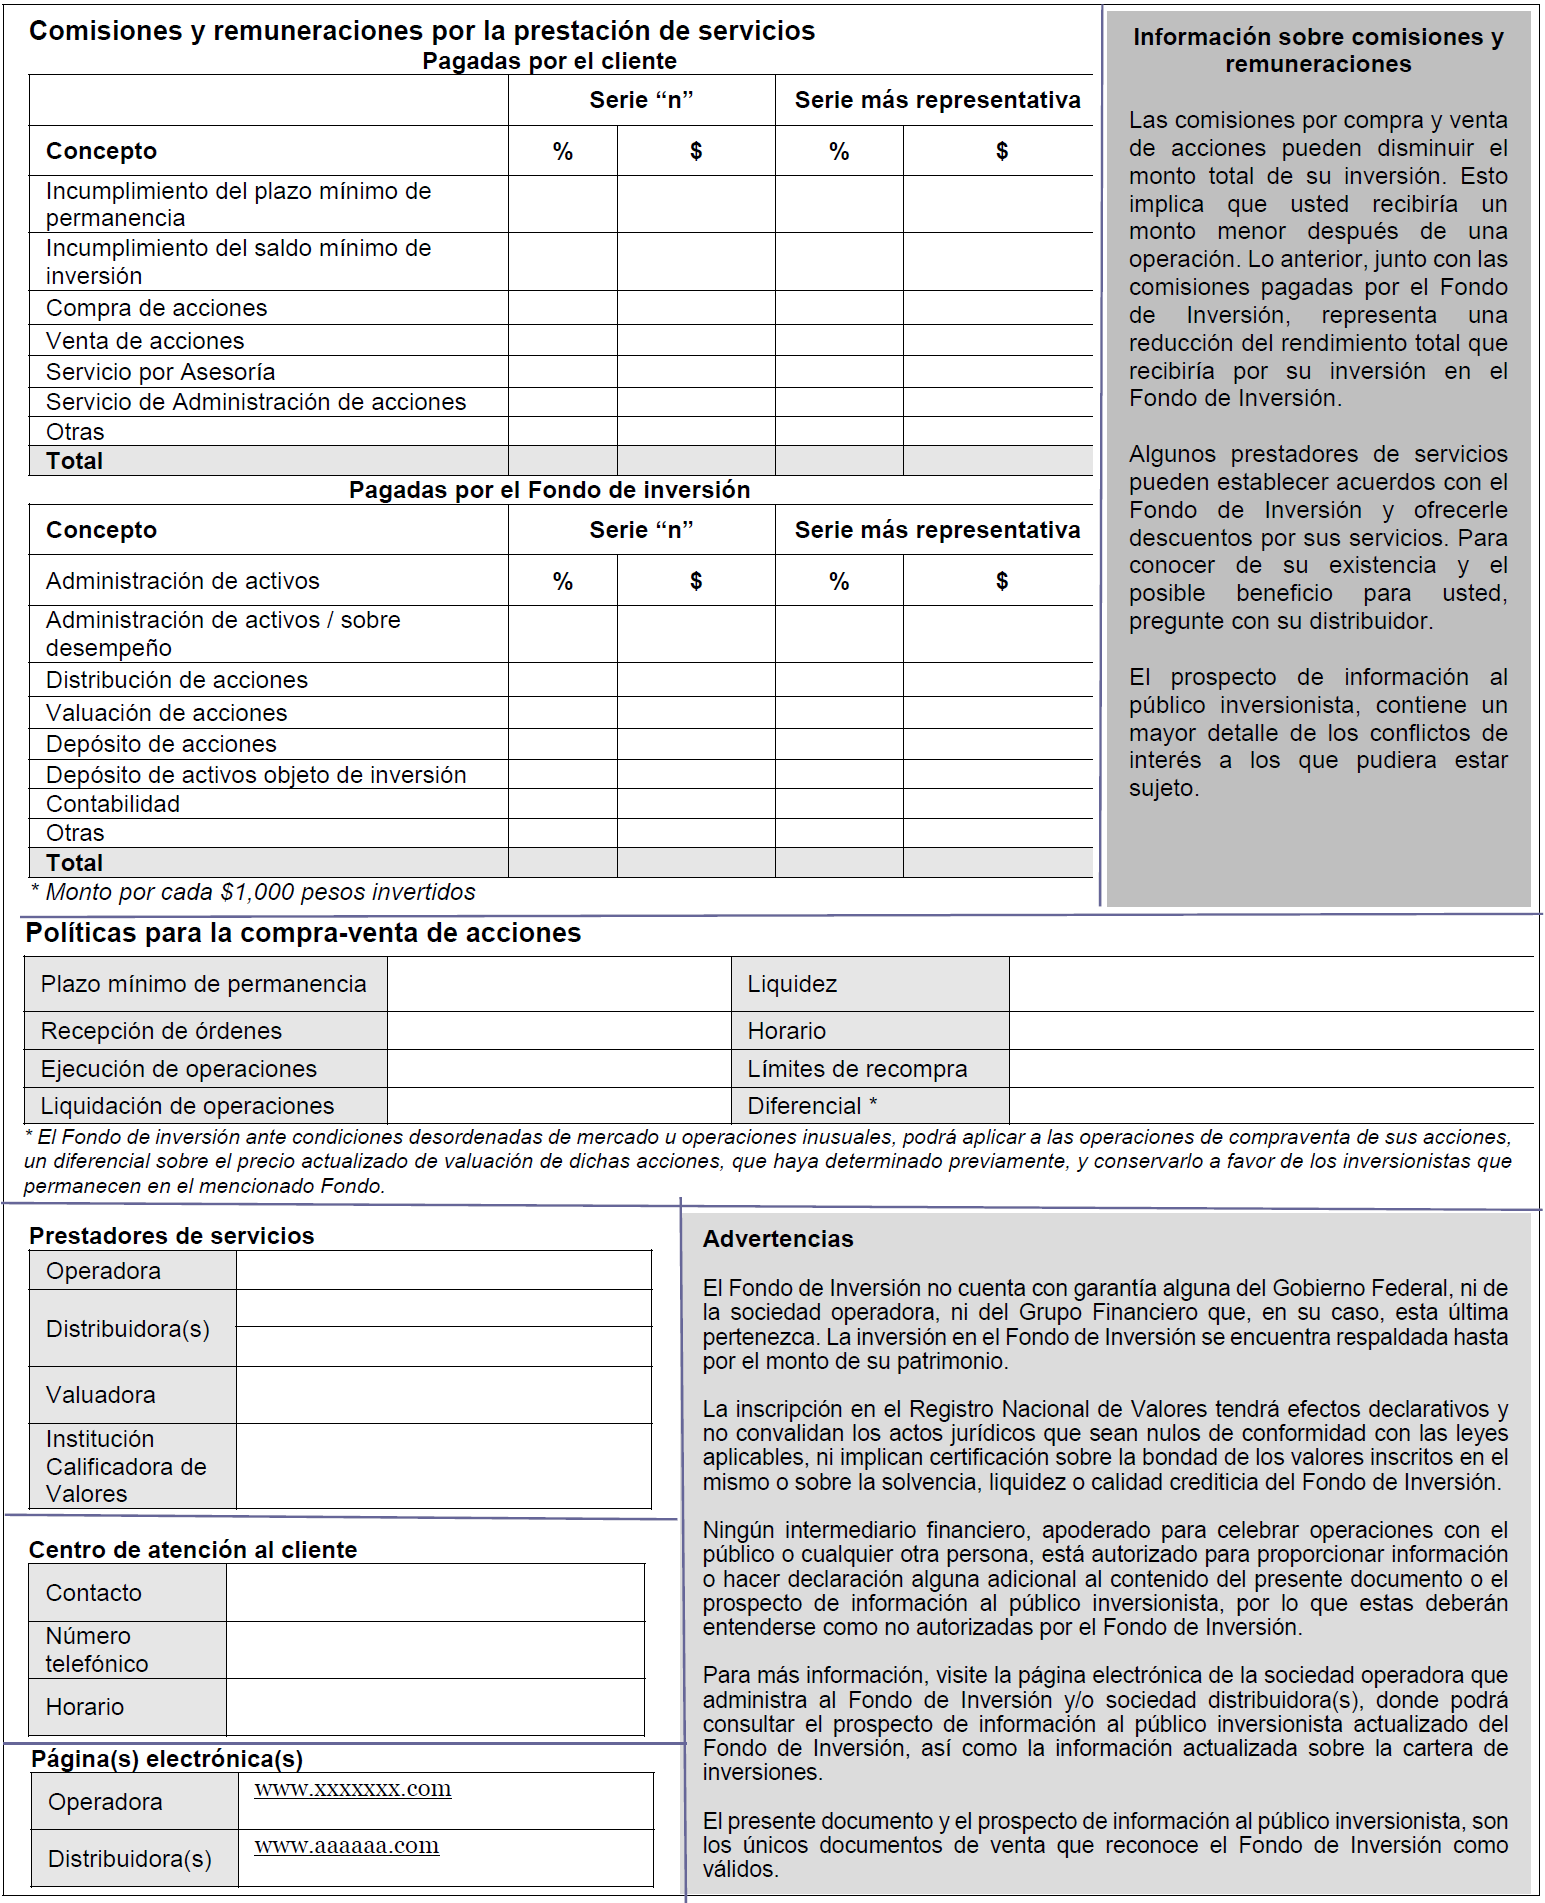 Comisiones y remuneraciones por la prestación de servicios
Pagadas por el cliente
Serie “n” Serie más representativa
Concepto % $ % $
Incumplimiento del plazo mínimo de
permanencia
Incumplimiento del saldo mínimo de
inversión
Compra de acciones
Venta de acciones
Servicio por Asesoría
Servicio de Administración de acciones
Otras
Total
Pagadas por el Fondo de inversión
Concepto Serie “n” Serie más representativa
Administración de activos % $ % $
Administración de activos / sobre
desempeño
Distribución de acciones
Valuación de acciones
Depósito de acciones
Depósito de activos objeto de inversión
Contabilidad
Otras
Total
* Monto por cada $1,000 pesos invertidos
Información sobre comisiones y
remuneraciones
Las comisiones por compra y venta
de acciones pueden disminuir el
monto total de su inversión. Esto
implica que usted recibiría un
monto menor después de una
operación. Lo anterior, junto con las
comisiones pagadas por el Fondo
de Inversión, representa una
reducción del rendimiento total que
recibiría por su inversión en el
Fondo de Inversión.
Algunos prestadores de servicios
pueden establecer acuerdos con el
Fondo de Inversión y ofrecerle
descuentos por sus servicios. Para
conocer de su existencia y el
posible beneficio para usted,
pregunte con su distribuidor.
El prospecto de información al
público inversionista, contiene un
mayor detalle de los conflictos de
interés a los que pudiera estar
sujeto.
Políticas para la compra-venta de acciones
Plazo mínimo de permanencia Liquidez
Recepción de órdenes Horario
Ejecución de operaciones Límites de recompra
Liquidación de operaciones Diferencial *
* El Fondo de inversión ante condiciones desordenadas de mercado u operaciones inusuales, podrá aplicar a las operaciones de compraventa de sus acciones,
un diferencial sobre el precio actualizado de valuación de dichas acciones, que haya determinado previamente, y conservarlo a favor de los inversionistas que
permanecen en el mencionado Fondo.
Prestadores de servicios
Operadora
Distribuidora(s)
Valuadora
Institución
Calificadora de
Valores
Centro de atención al cliente
Contacto
Número
telefónico
Horario
Página(s) electrónica(s)
Operadora www.xxxxxxx.com
Distribuidora(s) www.aaaaaa.com
Advertencias
El Fondo de Inversión no cuenta con garantía alguna del Gobierno Federal, ni de
la sociedad operadora, ni del Grupo Financiero que, en su caso, esta última
pertenezca. La inversión en el Fondo de Inversión se encuentra respaldada hasta
por el monto de su patrimonio.
La inscripción en el Registro Nacional de Valores tendrá efectos declarativos y
no convalidan los actos jurídicos que sean nulos de conformidad con las leyes
aplicables, ni implican certificación sobre la bondad de los valores inscritos en el
mismo o sobre la solvencia, liquidez o calidad crediticia del Fondo de Inversión.
Ningún intermediario financiero, apoderado para celebrar operaciones con el
público o cualquier otra persona, está autorizado para proporcionar información
o hacer declaración alguna adicional al contenido del presente documento o el
prospecto de información al público inversionista, por lo que estas deberán
entenderse como no autorizadas por el Fondo de Inversión.
Para más información, visite la página electrónica de la sociedad operadora que
administra al Fondo de Inversión y/o sociedad distribuidora(s), donde podrá
consultar el prospecto de información al público inversionista actualizado del
Fondo de Inversión, así como la información actualizada sobre la cartera de
inversiones.
El presente documento y el prospecto de información al público inversionista, son
los únicos documentos de venta que reconoce el Fondo de Inversión como
válidos.